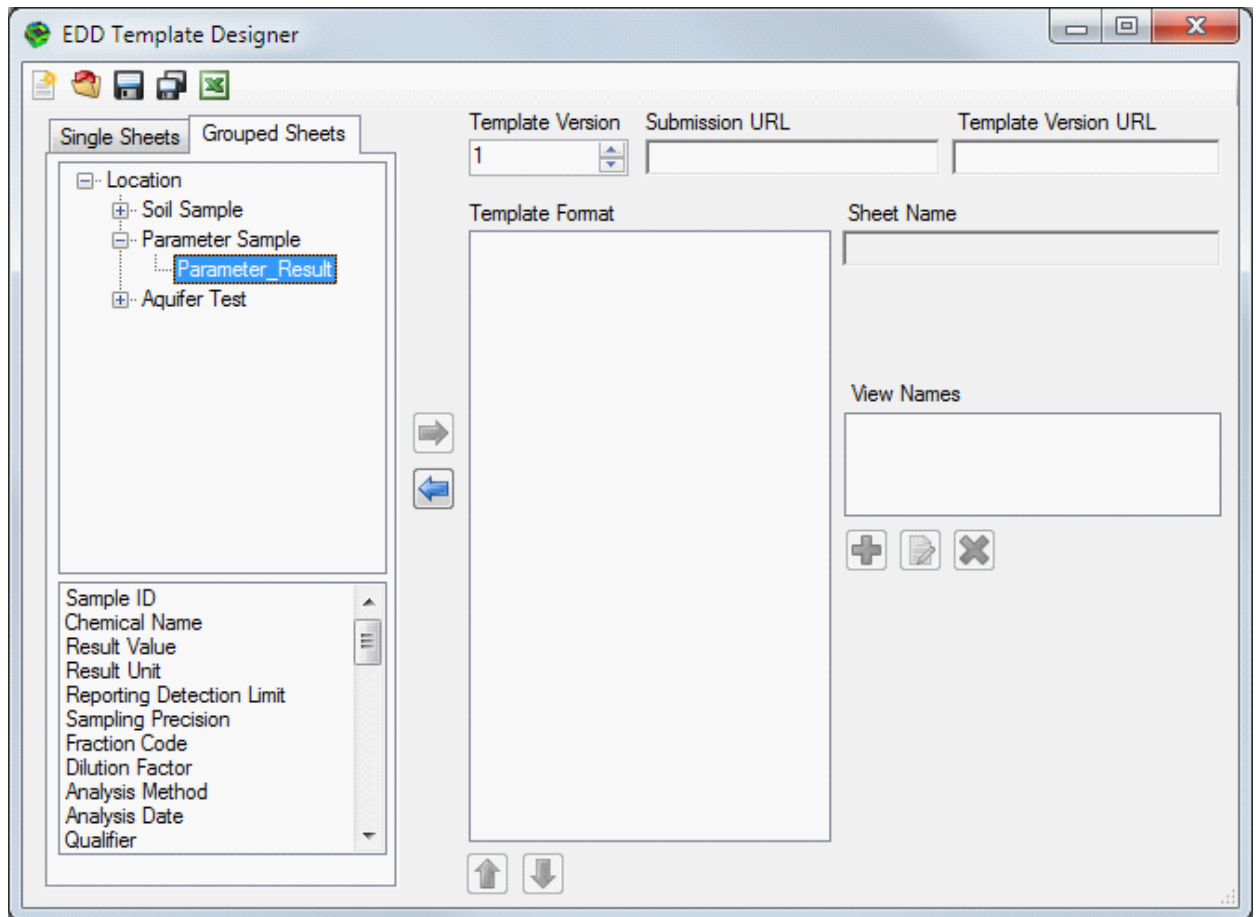 EDD Template Designer
Single Sheets
Grouped Sheets
Location
Soil Sample
Parameter Sample
Parameter_Result
Aquifer Test
Sample ID
Chemical Name
Result Value
Result Unit
Reporting Detection Limit
Sampling Precision
Fraction Code
Dilution Factor
Analysis Method
Analysis Date
Qualifier
Template Version
1
Submission URL
Template Version URL
Template Format
Sheet Name
View Names